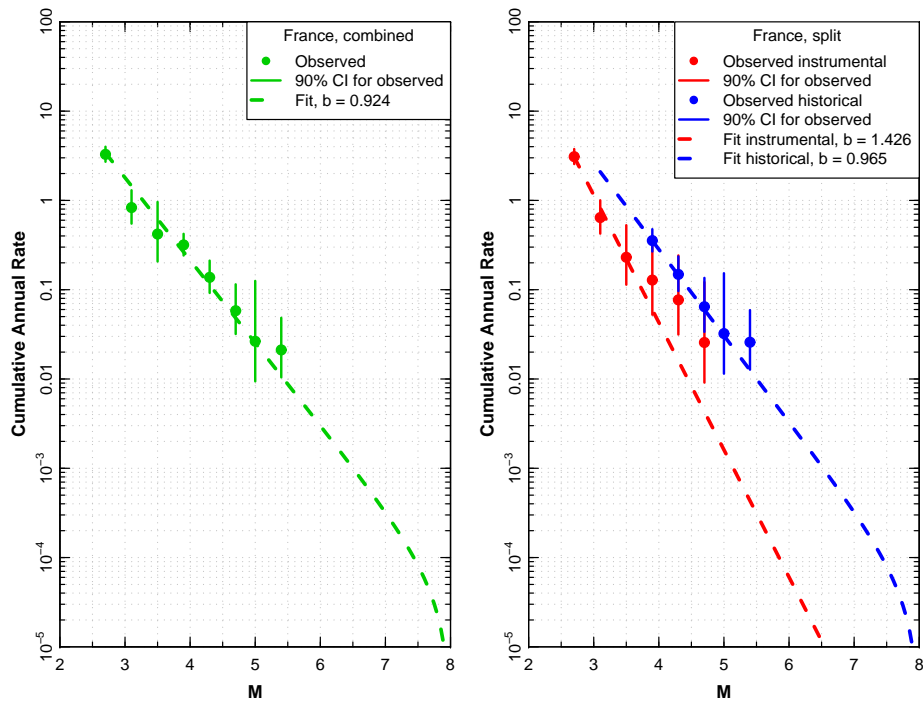 France, combined
Observed
90% CI for observed
Fit, b = 0.924
Cumulative Annual Rate
100
10
1
0.1
0.01
10−3
10−4
10−5
2 3 4 5 6 7 8
M
France, split
Observed instrumental
90% CI for observed
Observed historical
90% CI for observed
Fit instrumental, b = 1.426
Fit historical, b = 0.965
Cumulative Annual Rate
100
10
1
0.1
0.01
10−3
10−4
10−5
2 3 4 5 6 7 8
M